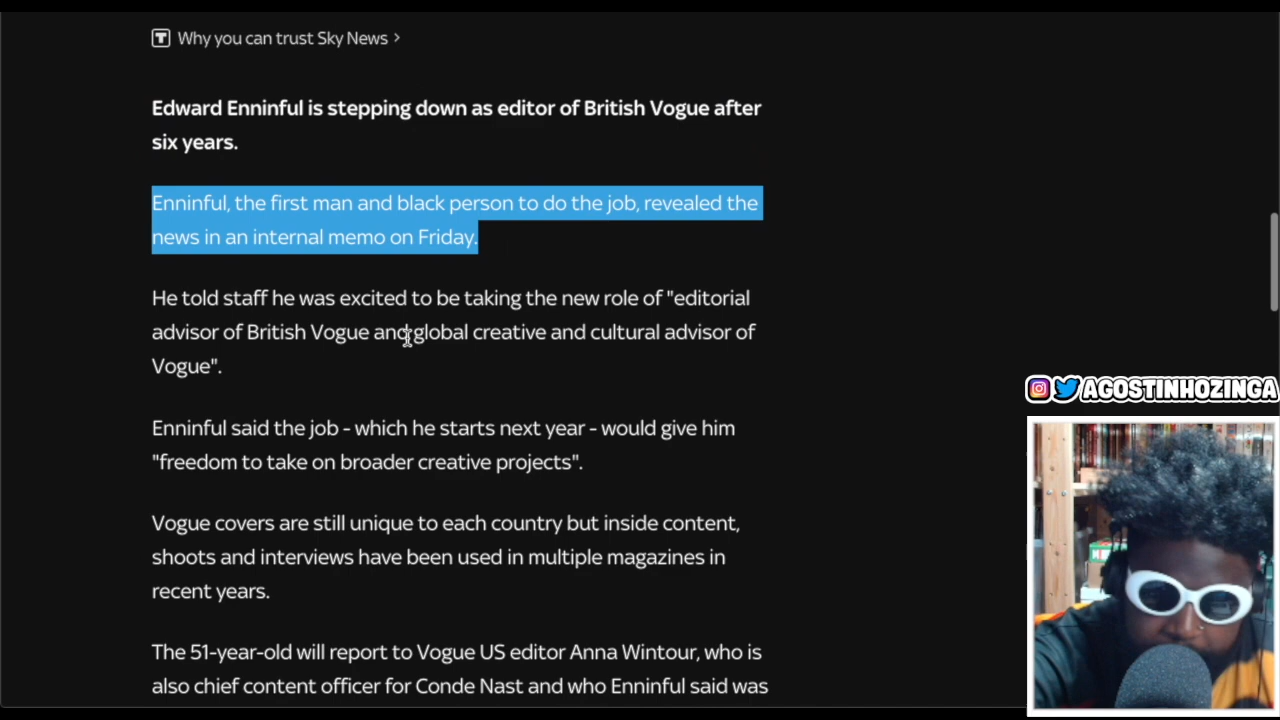 Why you can trust Sky News >
Edward Enninful is stepping down as editor of British Vogue after
six years.
Enninful, the first man and black person to do the job, revealed the
news in an internal memo on Friday.
He told staff he was excited to be taking the new role of "editorial
advisor of British Vogue and global creative and cultural advisor of
Vogue".
AGOSTINHOZINGA
Enninful said the job - which he starts next year - would give him
"freedom to take on broader creative projects".
Vogue covers are still unique to each country but inside content,
shoots and interviews have been used in multiple magazines in
recent years.
The 51-year-old will report to Vogue US editor Anna Wintour, who is
also chief content officer for Conde Nast and who Enninful said was